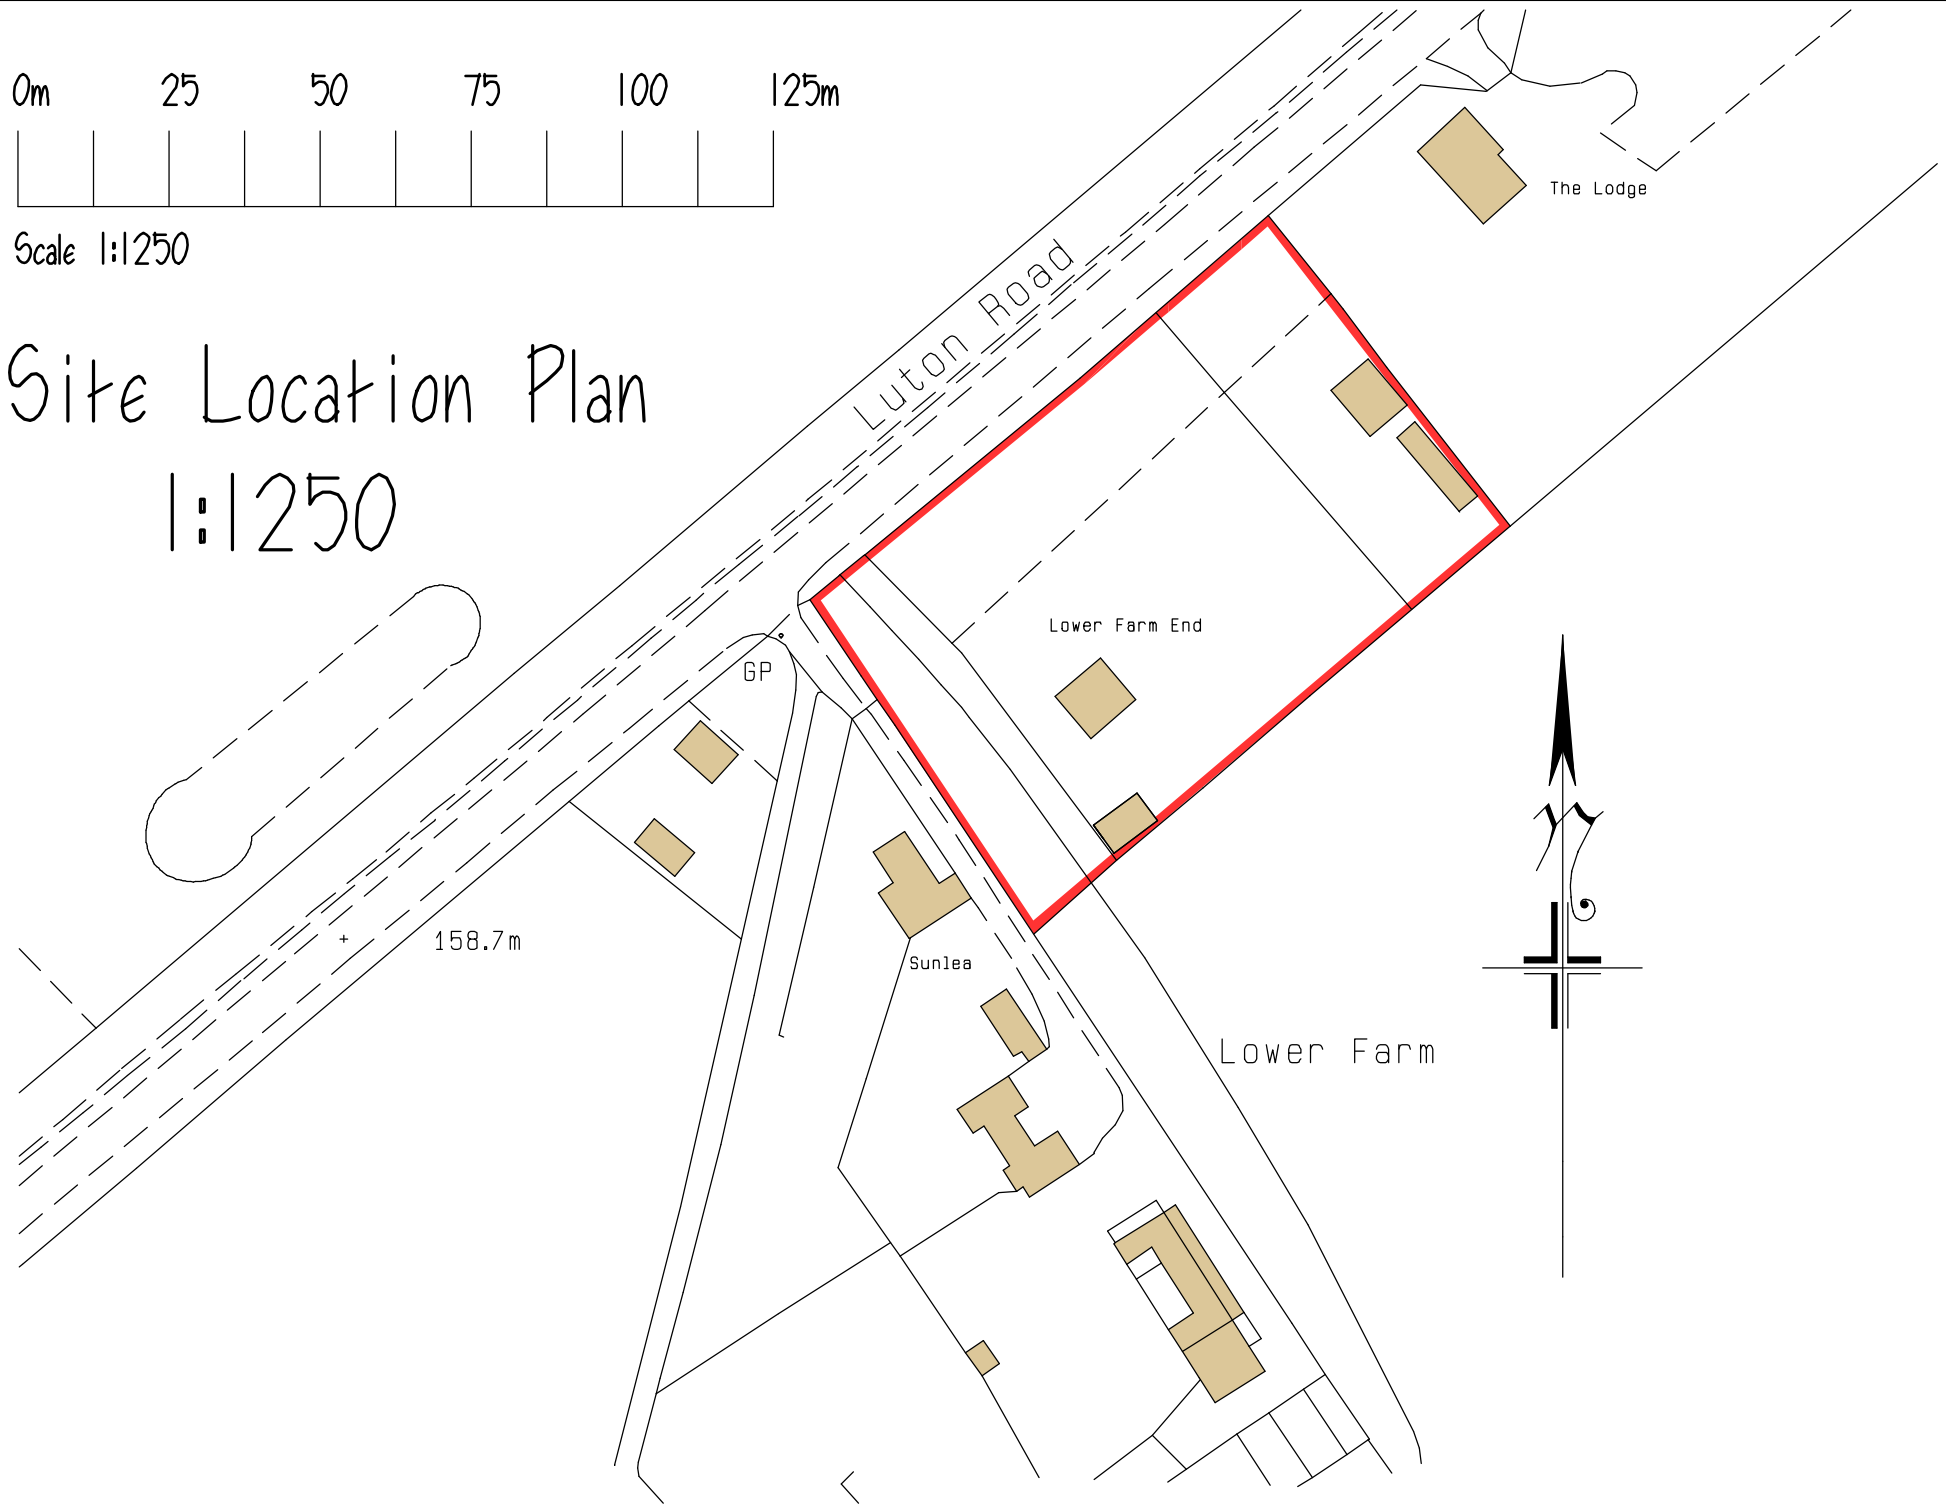 0m 25 50 75 100 125m
Scale 1:1250
Site Location Plan
1:1250
Luton Road
The Lodge
Lower Farm End
GP
158.7m
Sunlea
Lower Farm
N